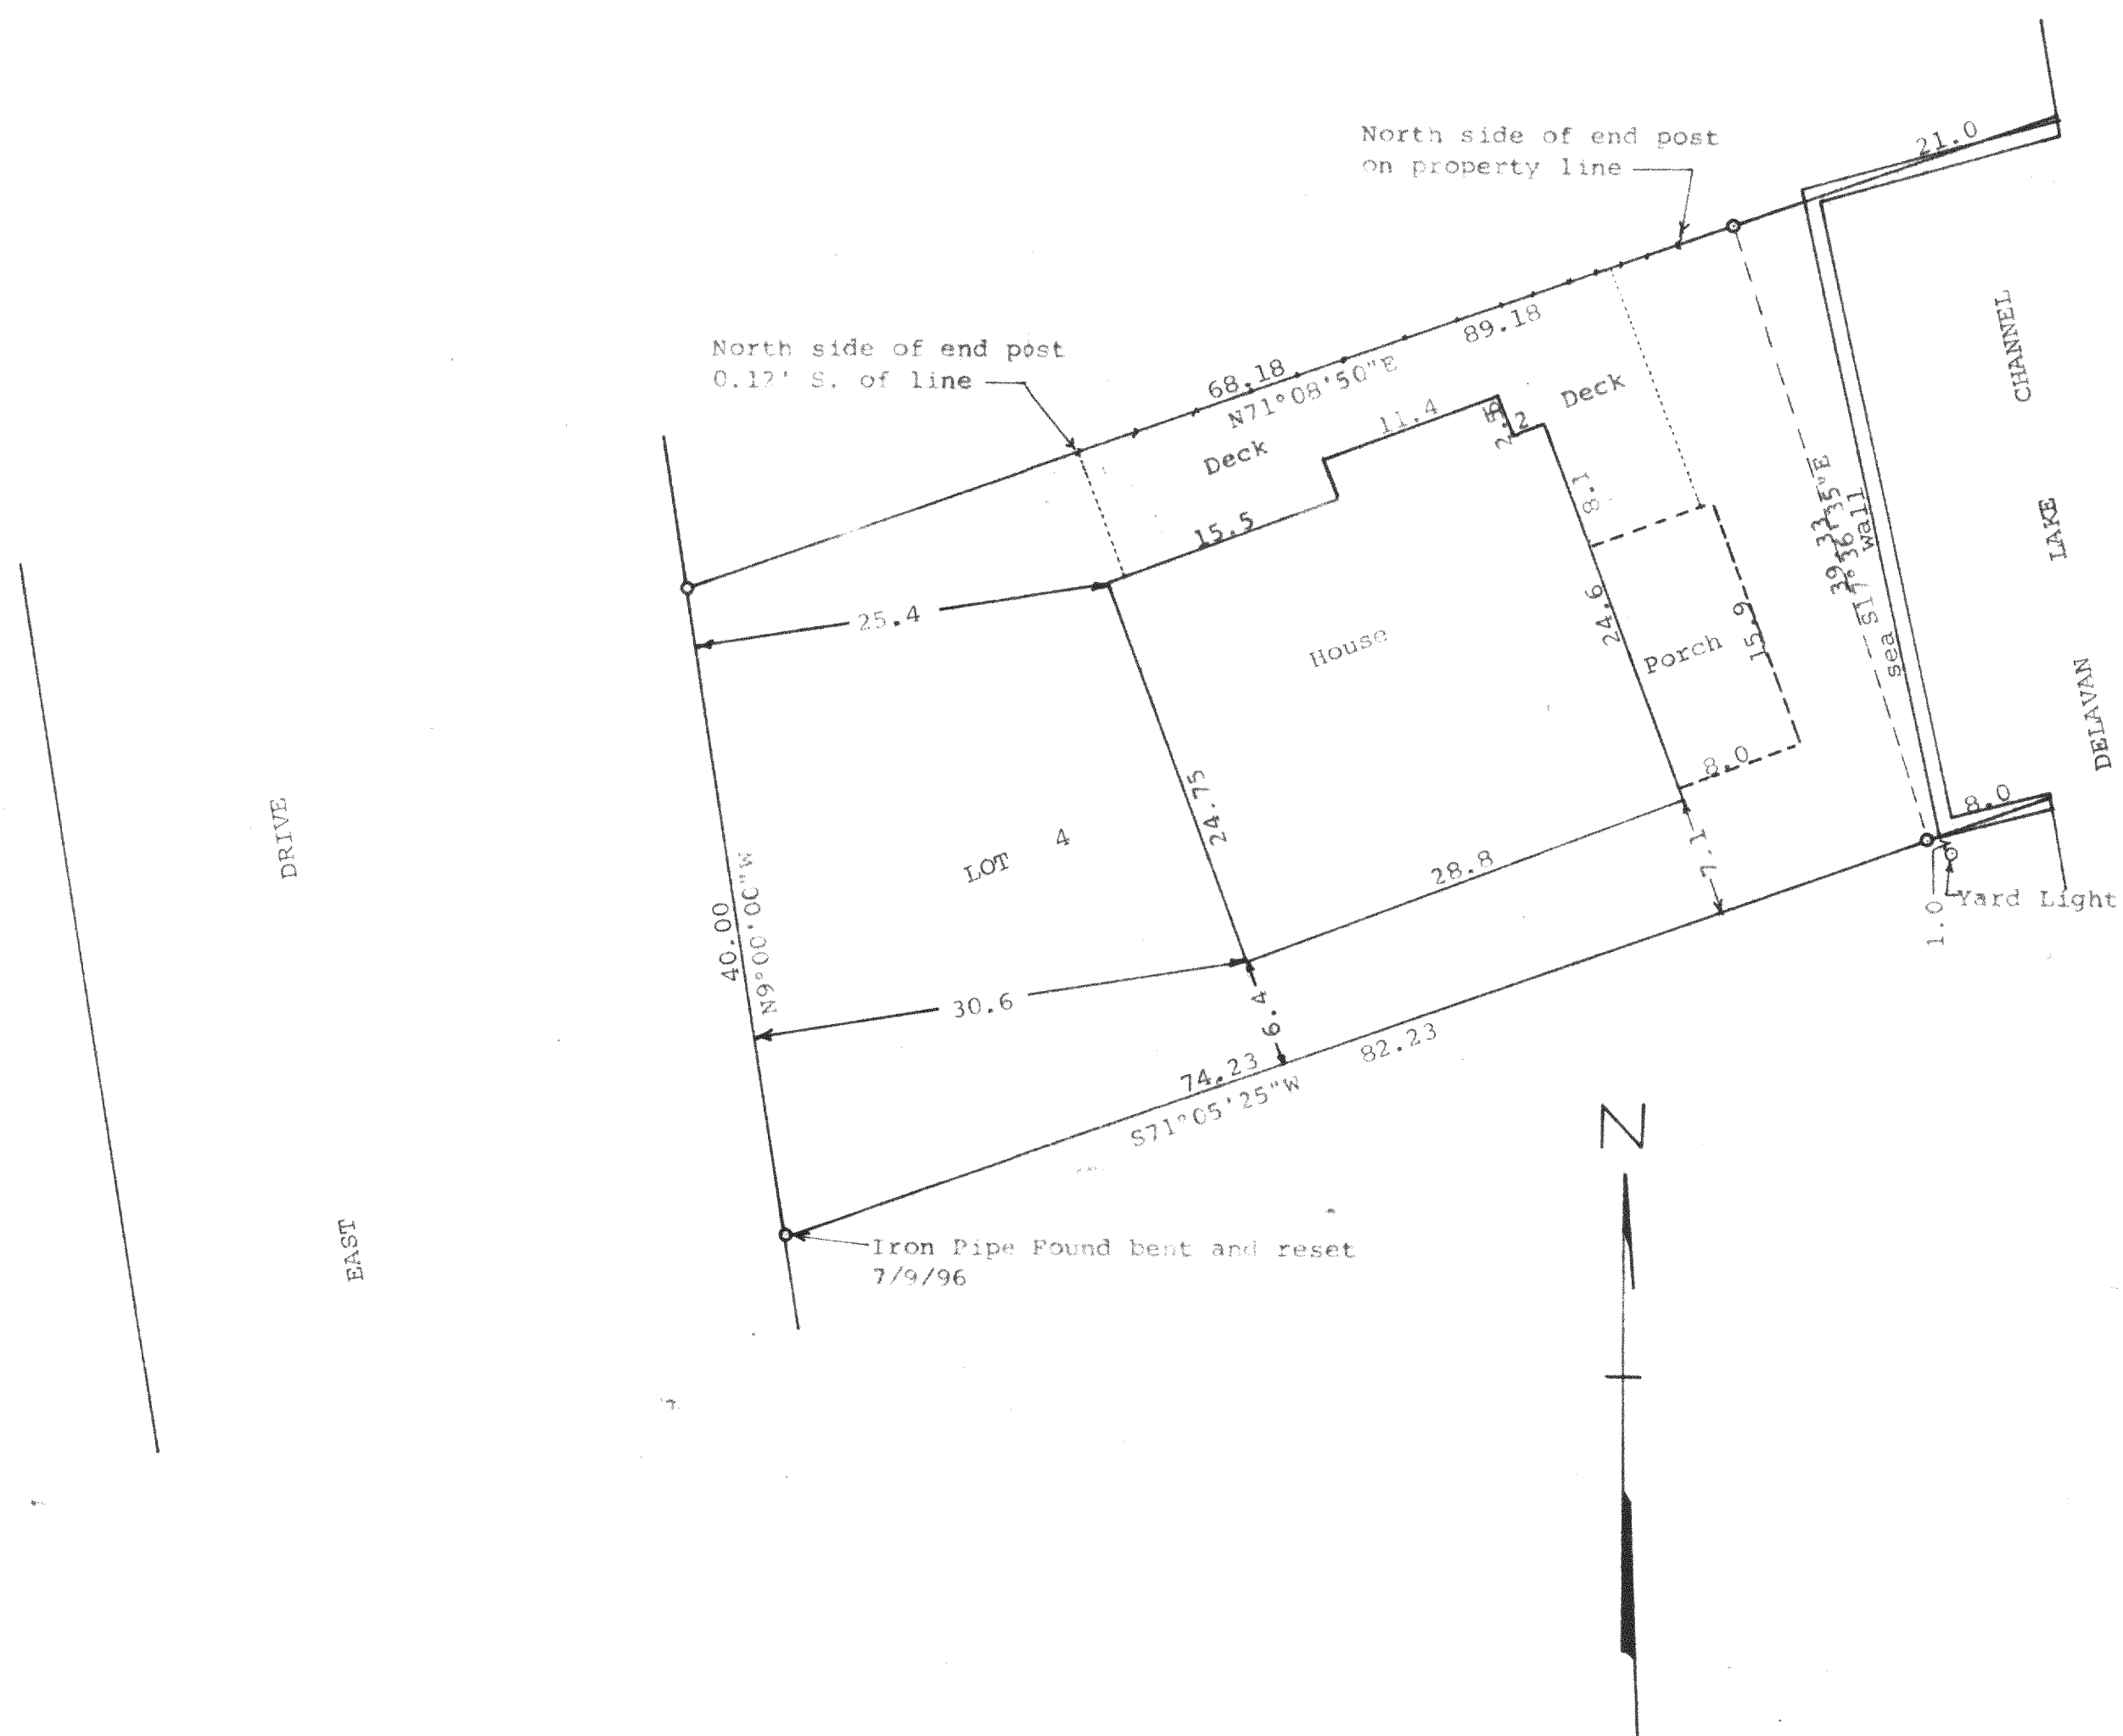 North side of end post
on property line
21.0
North side of end post
0.12' S. of line
68.18
89.18
N71°08'50"E
Deck
Deck
11.4
2.5
2
15.5
8.1
25.4
24.6
House
Porch
15.9
8.0
sea wall
S17°36'35"E
CHANNEL
LAKE
DELAVAN
DRIVE
EAST
40.00
N9°00'00"W
LOT 4
24.75
28.8
7.1
8.0
1.0
Yard Light
30.6
6.4
74.23
82.23
S71°05'25"W
N
Iron Pipe Found bent and reset
7/9/96